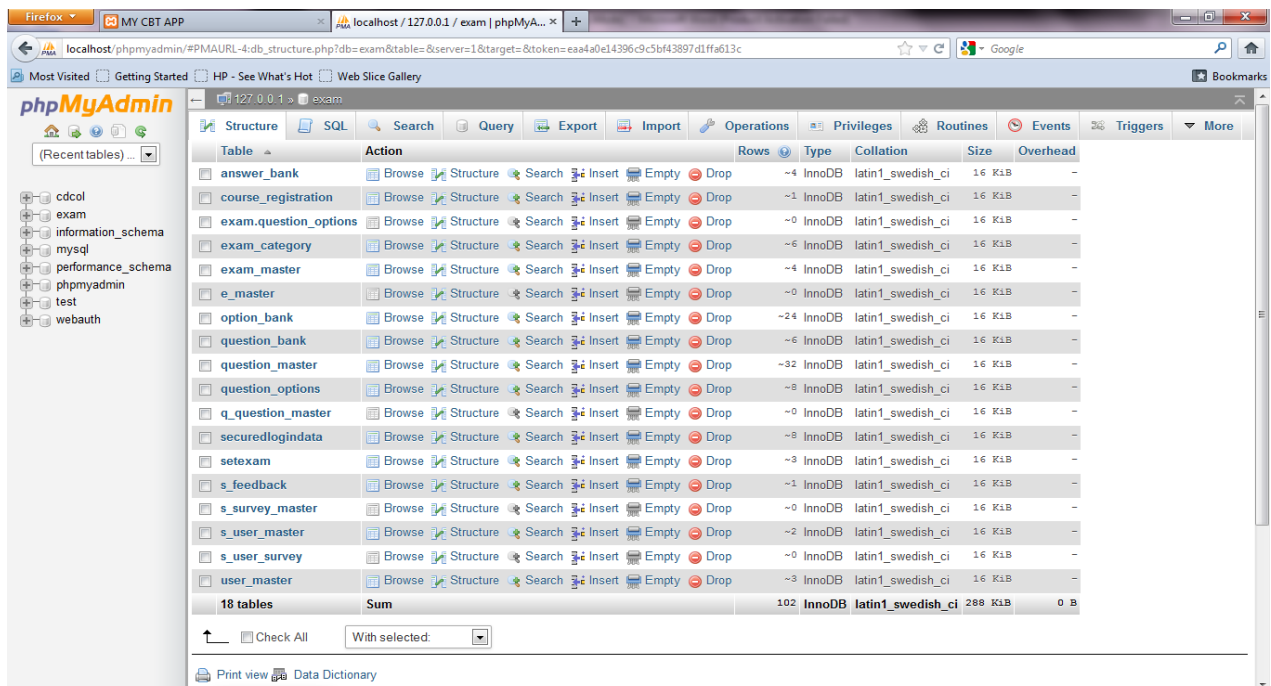 Firefox
MY CBT APP
localhost / 127.0.0.1 / exam | phpMyA...
localhost/phpmyadmin/#PMAURL-4:db_structure.php?db=exam&table=&server=1&target=&token=eaa4a0e14396c9c5bf43897d1ffa613c
Google
Most Visited Getting Started HP - See What's Hot Web Slice Gallery Bookmarks
phpMyAdmin
(Recent tables) ...
cdcol
exam
information_schema
mysql
performance_schema
phpmyadmin
test
webauth
127.0.0.1 » exam
Structure SQL Search Query Export Import Operations Privileges Routines Events Triggers More
Table Action Rows Type Collation Size Overhead
answer_bank Browse Structure Search Insert Empty Drop ~4 InnoDB latin1_swedish_ci 16 KiB -
course_registration Browse Structure Search Insert Empty Drop ~1 InnoDB latin1_swedish_ci 16 KiB -
exam.question_options Browse Structure Search Insert Empty Drop ~0 InnoDB latin1_swedish_ci 16 KiB -
exam_category Browse Structure Search Insert Empty Drop ~6 InnoDB latin1_swedish_ci 16 KiB -
exam_master Browse Structure Search Insert Empty Drop ~4 InnoDB latin1_swedish_ci 16 KiB -
e_master Browse Structure Search Insert Empty Drop ~0 InnoDB latin1_swedish_ci 16 KiB -
option_bank Browse Structure Search Insert Empty Drop ~24 InnoDB latin1_swedish_ci 16 KiB -
question_bank Browse Structure Search Insert Empty Drop ~6 InnoDB latin1_swedish_ci 16 KiB -
question_master Browse Structure Search Insert Empty Drop ~32 InnoDB latin1_swedish_ci 16 KiB -
question_options Browse Structure Search Insert Empty Drop ~8 InnoDB latin1_swedish_ci 16 KiB -
q_question_master Browse Structure Search Insert Empty Drop ~0 InnoDB latin1_swedish_ci 16 KiB -
securedlogindata Browse Structure Search Insert Empty Drop ~8 InnoDB latin1_swedish_ci 16 KiB -
setexam Browse Structure Search Insert Empty Drop ~3 InnoDB latin1_swedish_ci 16 KiB -
s_feedback Browse Structure Search Insert Empty Drop ~1 InnoDB latin1_swedish_ci 16 KiB -
s_survey_master Browse Structure Search Insert Empty Drop ~0 InnoDB latin1_swedish_ci 16 KiB -
s_user_master Browse Structure Search Insert Empty Drop ~2 InnoDB latin1_swedish_ci 16 KiB -
s_user_survey Browse Structure Search Insert Empty Drop ~0 InnoDB latin1_swedish_ci 16 KiB -
user_master Browse Structure Search Insert Empty Drop ~3 InnoDB latin1_swedish_ci 16 KiB -
18 tables Sum 102 InnoDB latin1_swedish_ci 288 KiB 0 B
Check All With selected:
Print view Data Dictionary